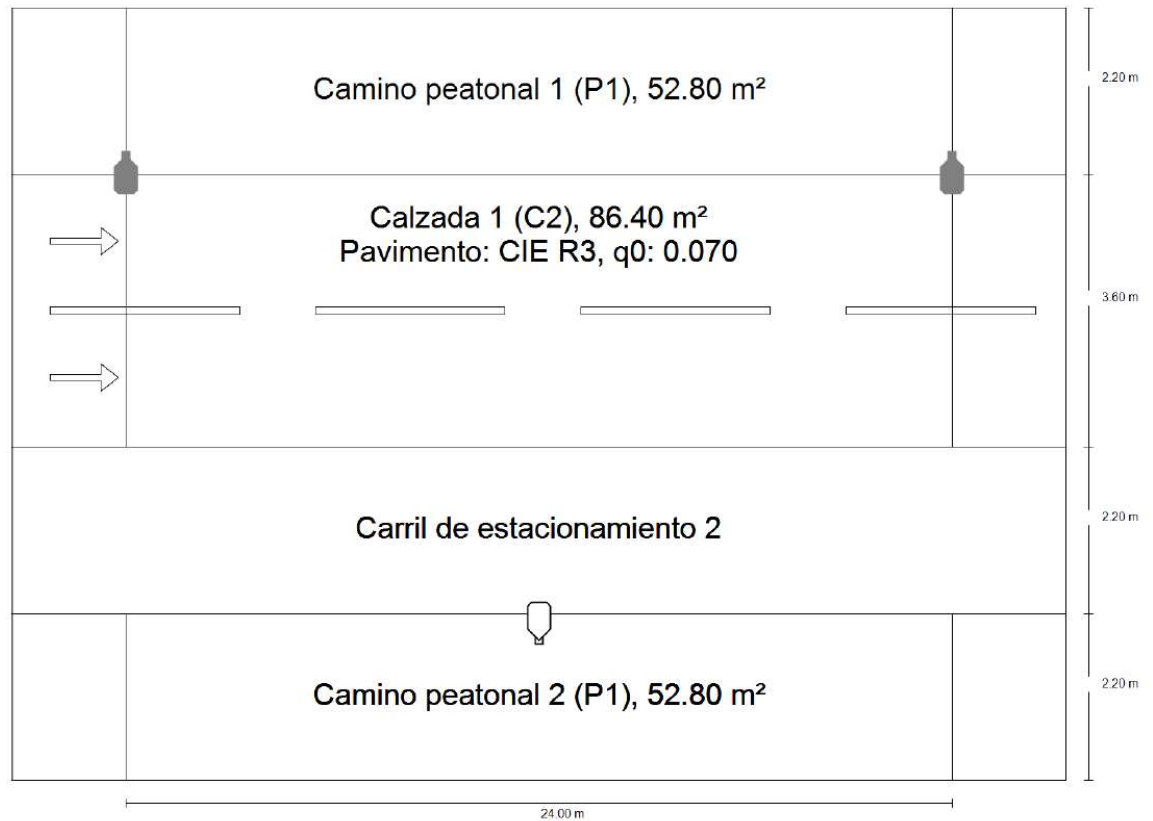 Camino peatonal 1 (P1), 52.80 m²
2.20 m
Calzada 1 (C2), 86.40 m²
Pavimento: CIE R3, q0: 0.070
3.60 m
Carril de estacionamiento 2
2.20 m
Camino peatonal 2 (P1), 52.80 m²
2.20 m
24.00 m